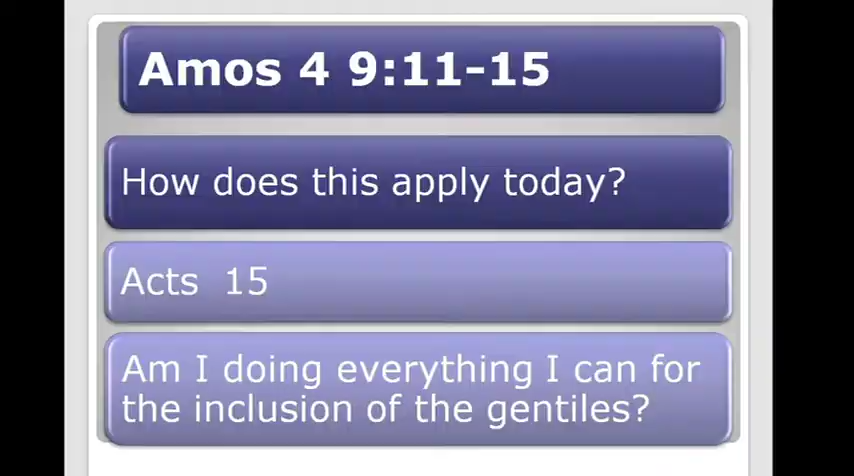 Amos 4 9:11-15
How does this apply today?
Acts 15
Am I doing everything I can for
the inclusion of the gentiles?